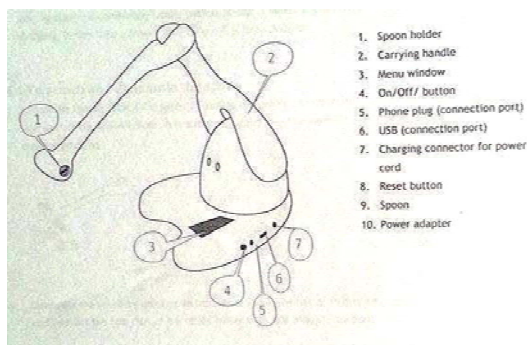 1. Spoon holder
2. Carrying handle
3. Menu window
4. On/Off/ button
5. Phone plug (connection port)
6. USB (connection port)
7. Charging connector for power
cord
8. Reset button
9. Spoon
10. Power adapter
1
2
3
4
5
6
7